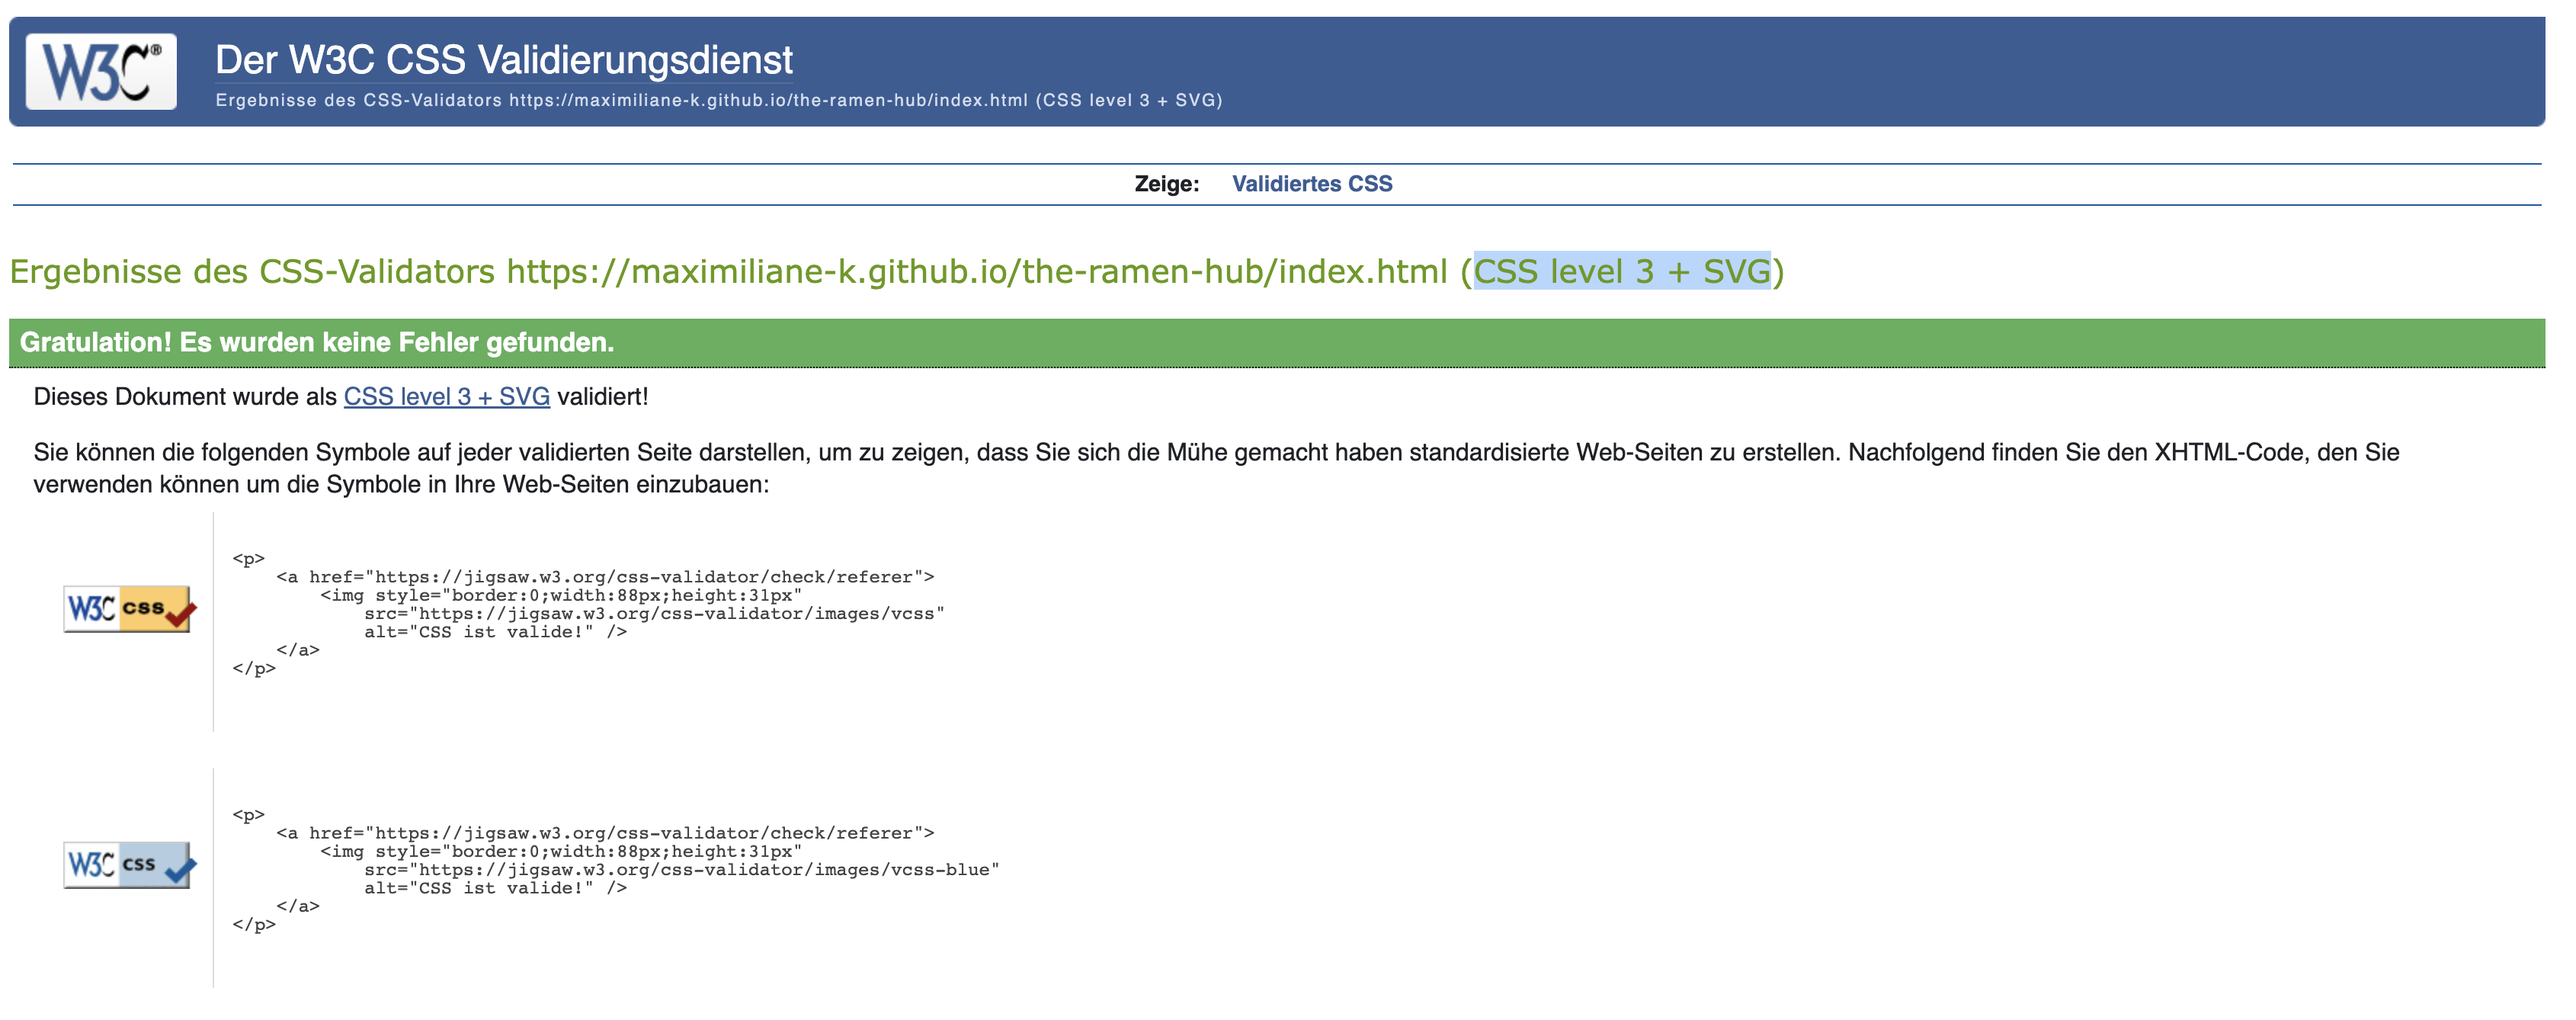 W3C® Der W3C CSS Validierungsdienst
Ergebnisse des CSS-Validators https://maximiliane-k.github.io/the-ramen-hub/index.html (CSS level 3 + SVG)
Zeige: Validiertes CSS
Ergebnisse des CSS-Validators https://maximiliane-k.github.io/the-ramen-hub/index.html (CSS level 3 + SVG)
Gratulation! Es wurden keine Fehler gefunden.
Dieses Dokument wurde als CSS level 3 + SVG validiert!
Sie können die folgenden Symbole auf jeder validierten Seite darstellen, um zu zeigen, dass Sie sich die Mühe gemacht haben standardisierte Web-Seiten zu erstellen. Nachfolgend finden Sie den XHTML-Code, den Sie
verwenden können um die Symbole in Ihre Web-Seiten einzubauen:
<p>
<a href="https://jigsaw.w3.org/css-validator/check/referer">
<img style="border:0;width:88px;height:31px"
W3C css
src="https://jigsaw.w3.org/css-validator/images/vcss"
alt="CSS ist valide!" />
</a>
</p>
<p>
<a href="https://jigsaw.w3.org/css-validator/check/referer">
<img style="border:0;width:88px;height:31px"
W3C css
src="https://jigsaw.w3.org/css-validator/images/vcss-blue"
alt="CSS ist valide!" />
</a>
</p>